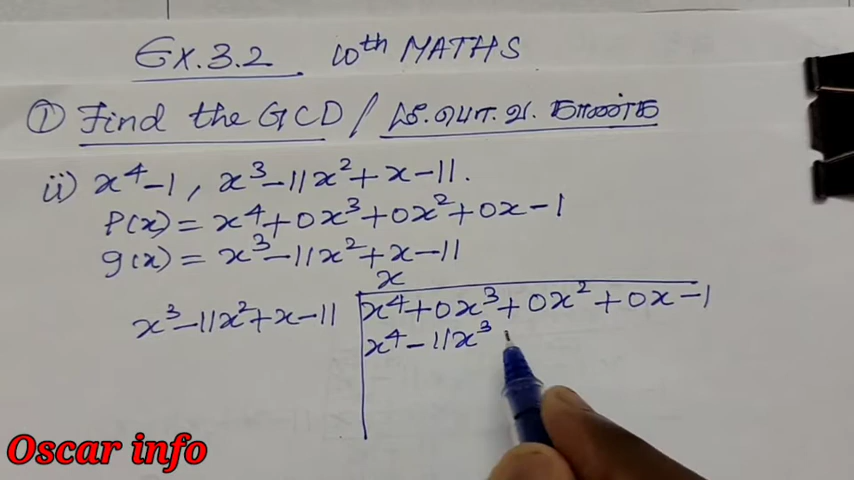 Ex.3.2 10th MATHS
① Find the GCD / மீ.பொ.வ. காண்க
ii) x⁴-1, x³-11x²+x-11.
P(x) = x⁴+0x³+0x²+0x-1
g(x) = x³-11x²+x-11
x
x³-11x²+x-11 x⁴+0x³+0x²+0x-1
x⁴-11x³
Oscar info